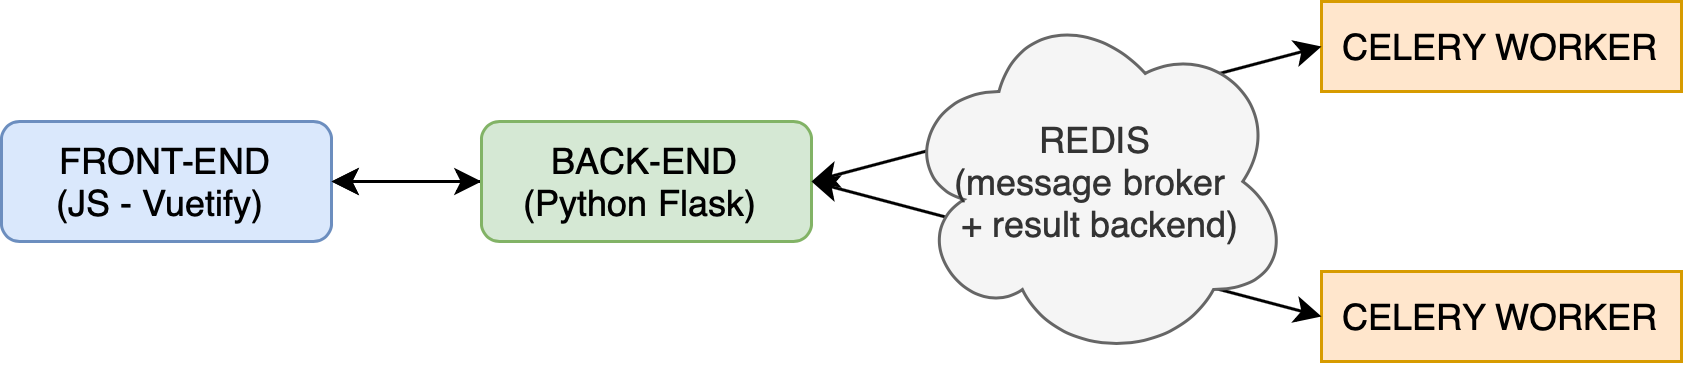 FRONT-END
(JS - Vuetify)
BACK-END
(Python Flask)
REDIS
(message broker
+ result backend)
CELERY WORKER
CELERY WORKER